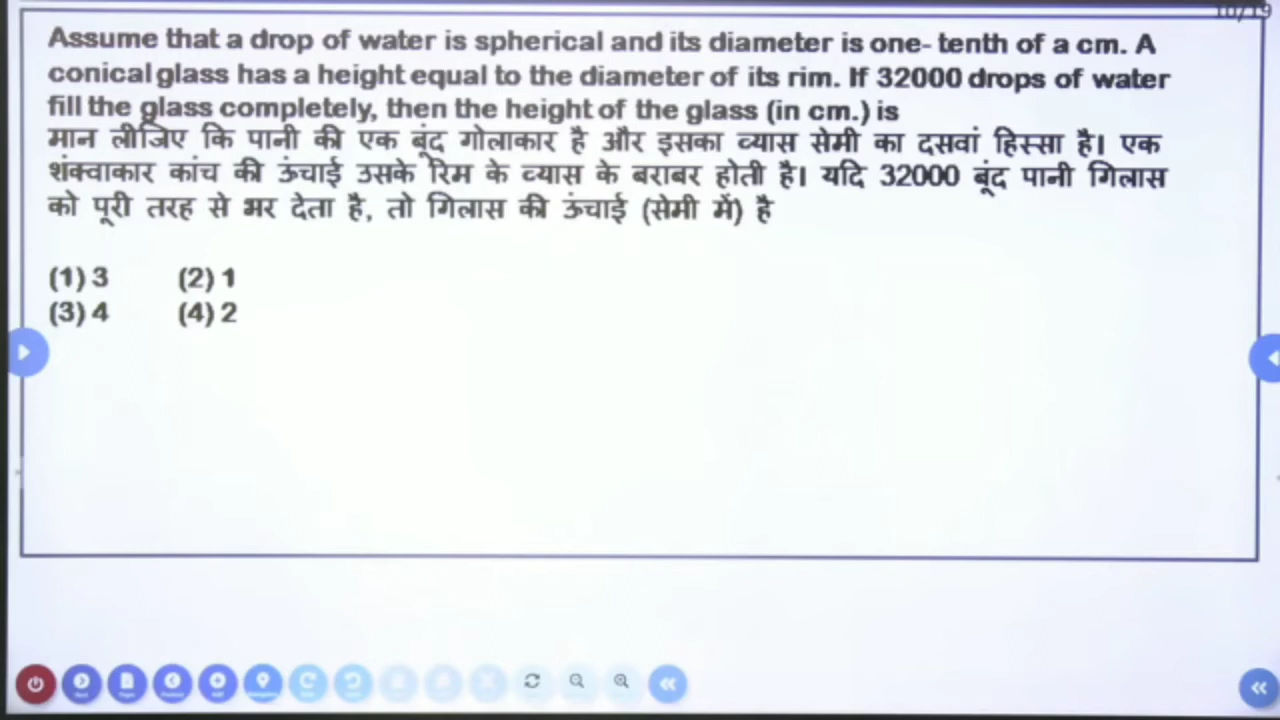 10/19
Assume that a drop of water is spherical and its diameter is one- tenth of a cm. A
conical glass has a height equal to the diameter of its rim. If 32000 drops of water
fill the glass completely, then the height of the glass (in cm.) is
मान लीजिए कि पानी की एक बूंद गोलाकार है और इसका व्यास सेमी का दसवां हिस्सा है। एक
शंक्वाकार कांच की ऊंचाई उसके रिम के व्यास के बराबर होती है। यदि 32000 बूंद पानी गिलास
को पूरी तरह से भर देता है, तो गिलास की ऊंचाई (सेमी में) है
(1) 3 (2) 1
(3) 4 (4) 2